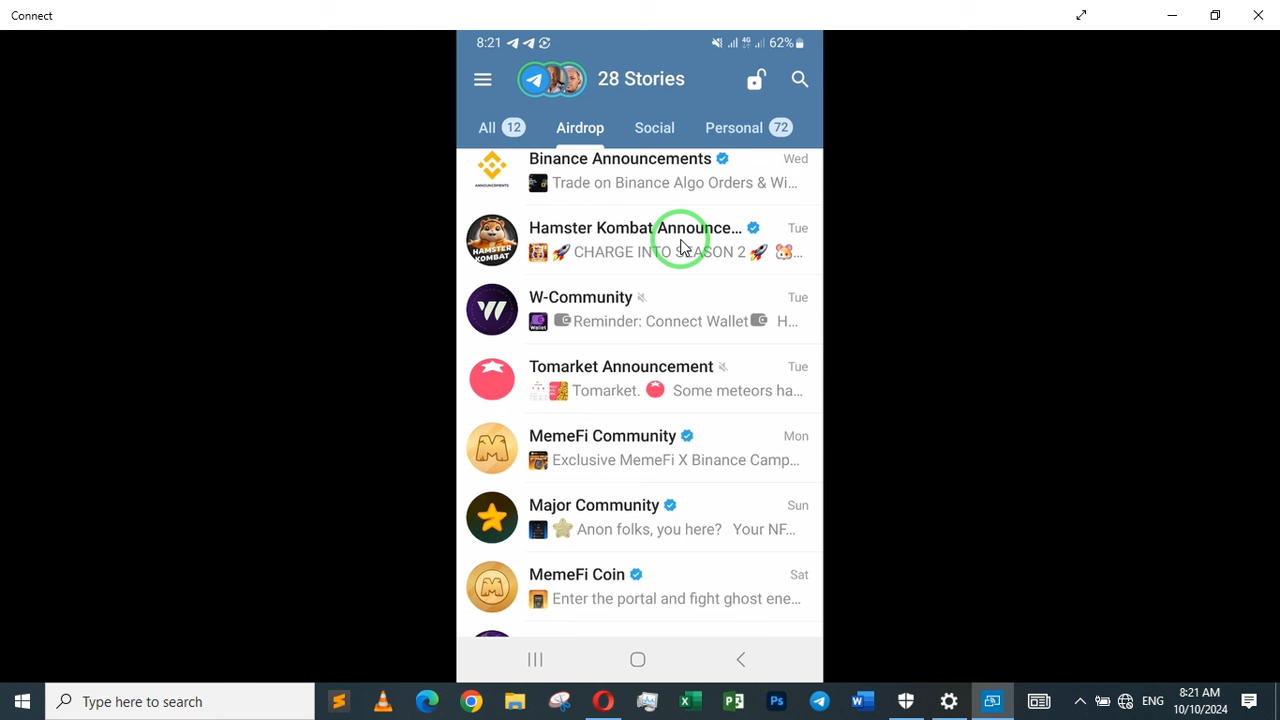 Connect
8:21 62%
28 Stories
All 12 Airdrop Social Personal 72
Binance Announcements Wed
Trade on Binance Algo Orders & Wi...
ANNOUNCEMENTS
Hamster Kombat Announce... Tue
CHARGE INTO SEASON 2 ...
HAMSTER KOMBAT
W-Community Tue
Reminder: Connect Wallet H...
Wallet
Tomarket Announcement Tue
Tomarket. Some meteors ha...
MemeFi Community Mon
Exclusive MemeFi X Binance Camp...
Major Community Sun
Anon folks, you here? Your NF...
MemeFi Coin Sat
Enter the portal and fight ghost ene...
Type here to search
ENG
8:21 AM
10/10/2024